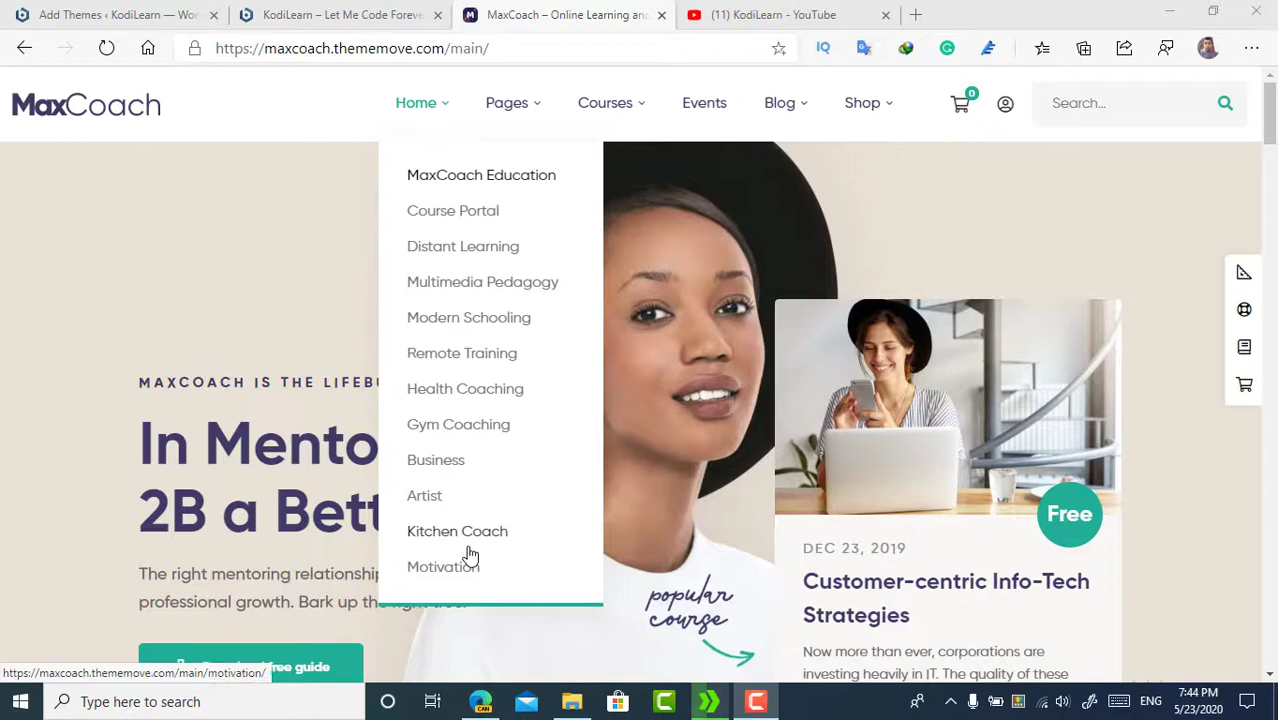 Add Themes ‹ KodiLearn — Wor
KodiLearn – Let Me Code Foreve
MaxCoach – Online Learning and
(11) KodiLearn - YouTube
https://maxcoach.thememove.com/main/
MaxCoach
Home
Pages
Courses
Events
Blog
Shop
0
Search...
MaxCoach Education
Course Portal
Distant Learning
Multimedia Pedagogy
Modern Schooling
Remote Training
Health Coaching
Gym Coaching
Business
Artist
Kitchen Coach
Motivation
MAXCOACH IS THE LIFEBU
In Mento
2B a Bett
The right mentoring relationship
professional growth. Bark up the
free guide
popular
course
Free
DEC 23, 2019
Customer-centric Info-Tech
Strategies
Now more than ever, corporations are
investing heavily in IT. The quality of these
https://maxcoach.thememove.com/main/motivation/
Type here to search
CAN
ENG
7:44 PM
5/23/2020